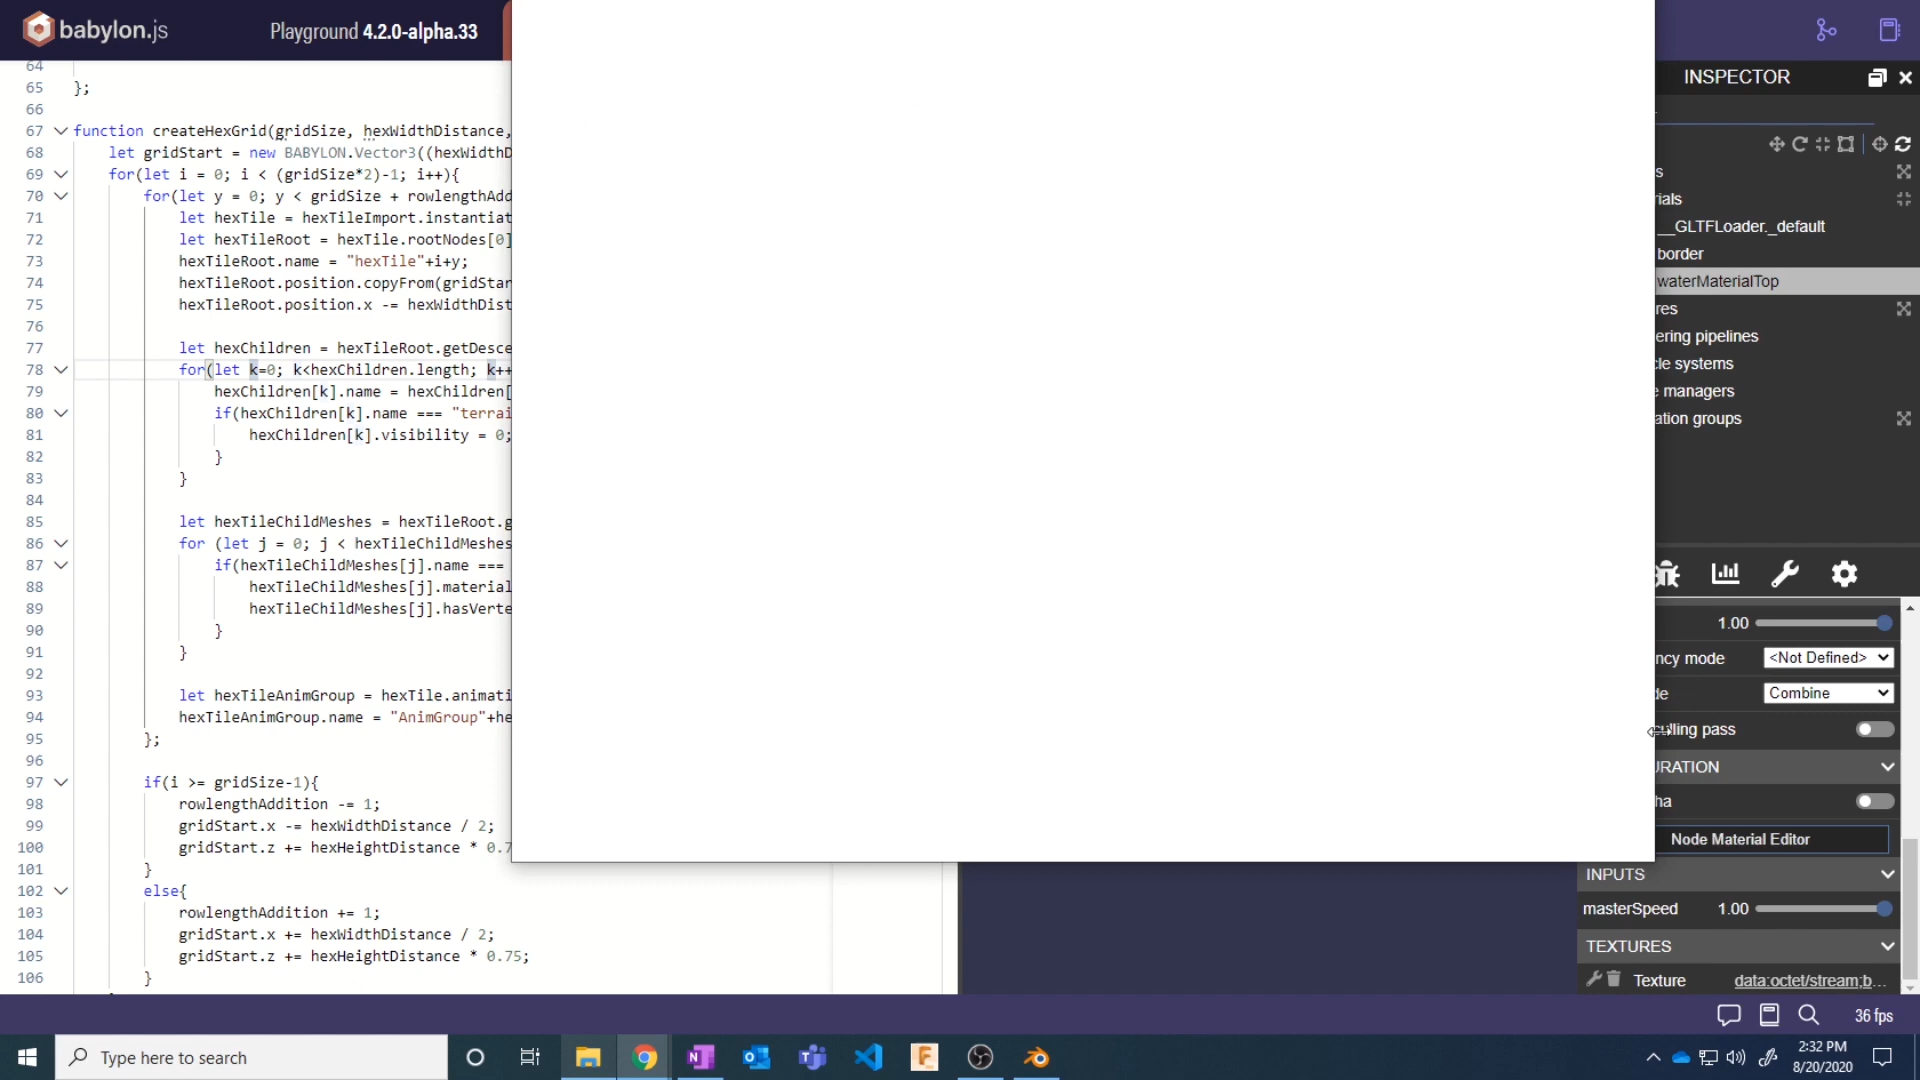 babylon.js
Playground 4.2.0-alpha.33
64
65 };
66
67 function createHexGrid(gridSize, hexWidthDistance,
68 let gridStart = new BABYLON.Vector3((hexWidthD
69 for(let i = 0; i < (gridSize*2)-1; i++){
70 for(let y = 0; y < gridSize + rowlengthAdd
71 let hexTile = hexTileImport.instantiat
72 let hexTileRoot = hexTile.rootNodes[0]
73 hexTileRoot.name = "hexTile"+i+y;
74 hexTileRoot.position.copyFrom(gridStar
75 hexTileRoot.position.x -= hexWidthDist
76
77 let hexChildren = hexTileRoot.getDesce
78 for(let k=0; k<hexChildren.length; k++
79 hexChildren[k].name = hexChildren[
80 if(hexChildren[k].name === "terrai
81 hexChildren[k].visibility = 0;
82 }
83 }
84
85 let hexTileChildMeshes = hexTileRoot.g
86 for (let j = 0; j < hexTileChildMeshes
87 if(hexTileChildMeshes[j].name ===
88 hexTileChildMeshes[j].material
89 hexTileChildMeshes[j].hasVerte
90 }
91 }
92
93 let hexTileAnimGroup = hexTile.animati
94 hexTileAnimGroup.name = "AnimGroup"+he
95 };
96
97 if(i >= gridSize-1){
98 rowlengthAddition -= 1;
99 gridStart.x -= hexWidthDistance / 2;
100 gridStart.z += hexHeightDistance * 0.7
101 }
102 else{
103 rowlengthAddition += 1;
104 gridStart.x += hexWidthDistance / 2;
105 gridStart.z += hexHeightDistance * 0.75;
106 }
INSPECTOR
s
rials
__GLTFLoader._default
border
waterMaterialTop
res
ering pipelines
cle systems
e managers
ation groups
1.00
ncy mode <Not Defined>
de Combine
culling pass
URATION
ha
Node Material Editor
INPUTS
masterSpeed 1.00
TEXTURES
Texture data:octet/stream;b...
36 fps
Type here to search
2:32 PM
8/20/2020